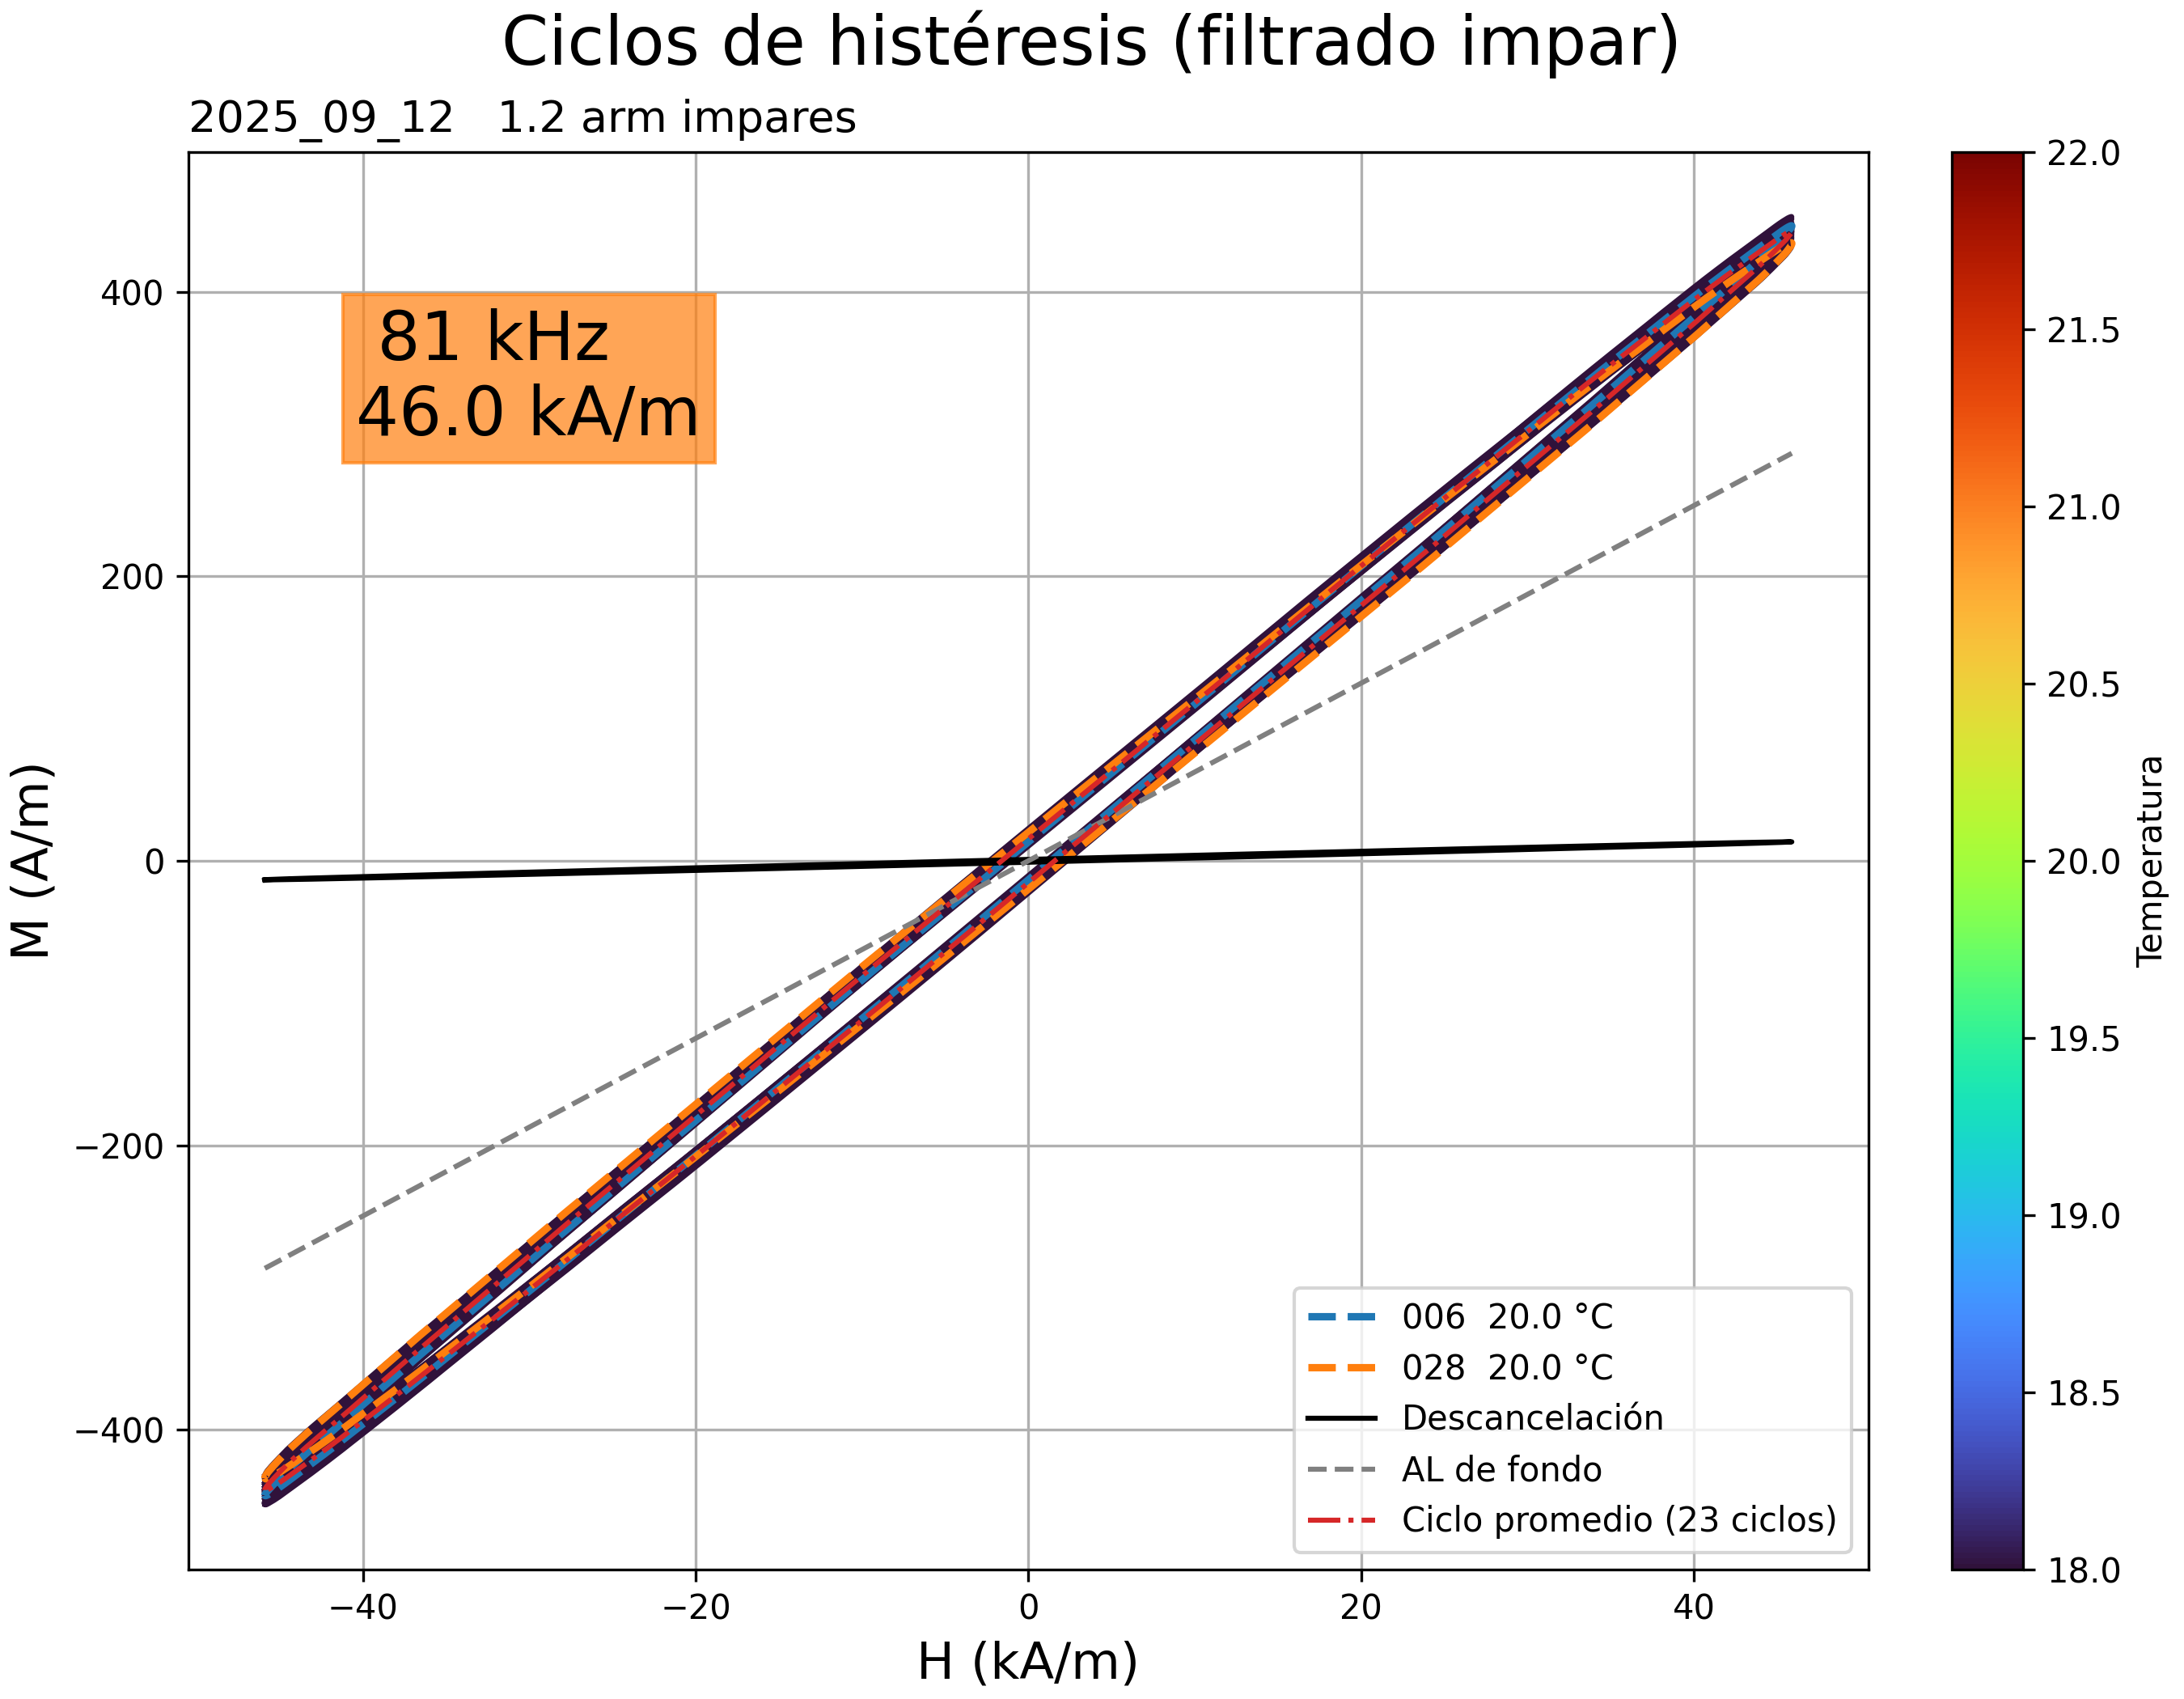 Ciclos de histéresis (filtrado impar)
2025_09_12   1.2 arm impares
81 kHz
46.0 kA/m
M (A/m)
400
200
0
−200
−400
−40
−20
0
20
40
H (kA/m)
006  20.0 °C
028  20.0 °C
Descancelación
AL de fondo
Ciclo promedio (23 ciclos)
22.0
21.5
21.0
20.5
20.0
19.5
19.0
18.5
18.0
Temperatura